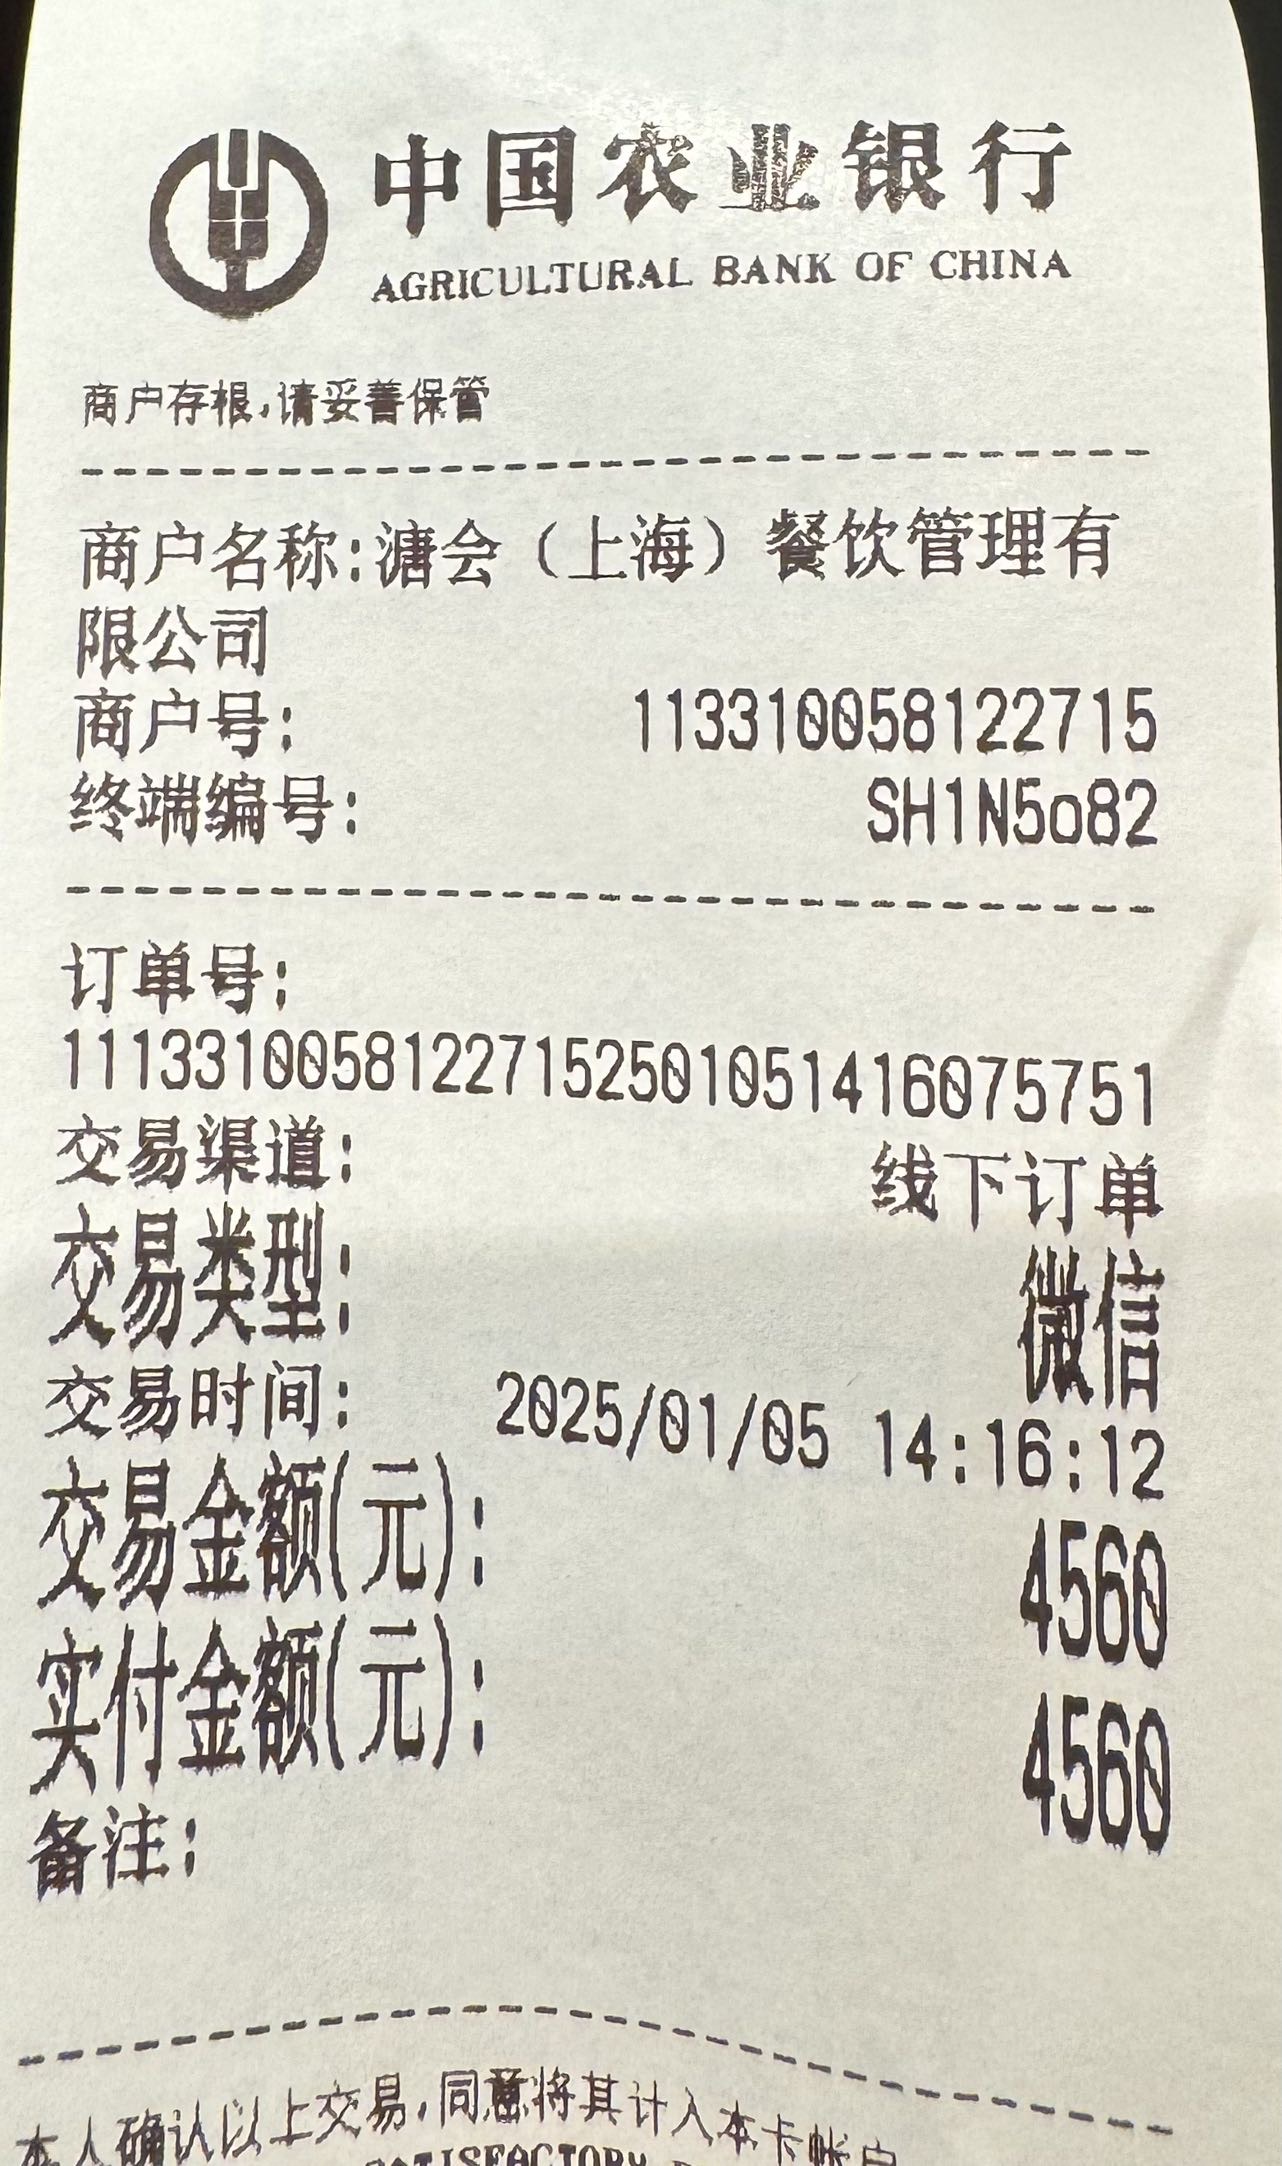 中国农业银行
AGRICULTURAL BANK OF CHINA
商户存根,请妥善保管
商户名称:溏会（上海）餐饮管理有
限公司
商户号: 113310058122715
终端编号: SH1N5o82
订单号:
11133100581227152501051416075751
交易渠道: 线下订单
交易类型: 微信
交易时间: 2025/01/05 14:16:12
交易金额(元): 4560
实付金额(元): 4560
备注:
本人确认以上交易,同意将其计入本卡帐户
SATISFACTORY